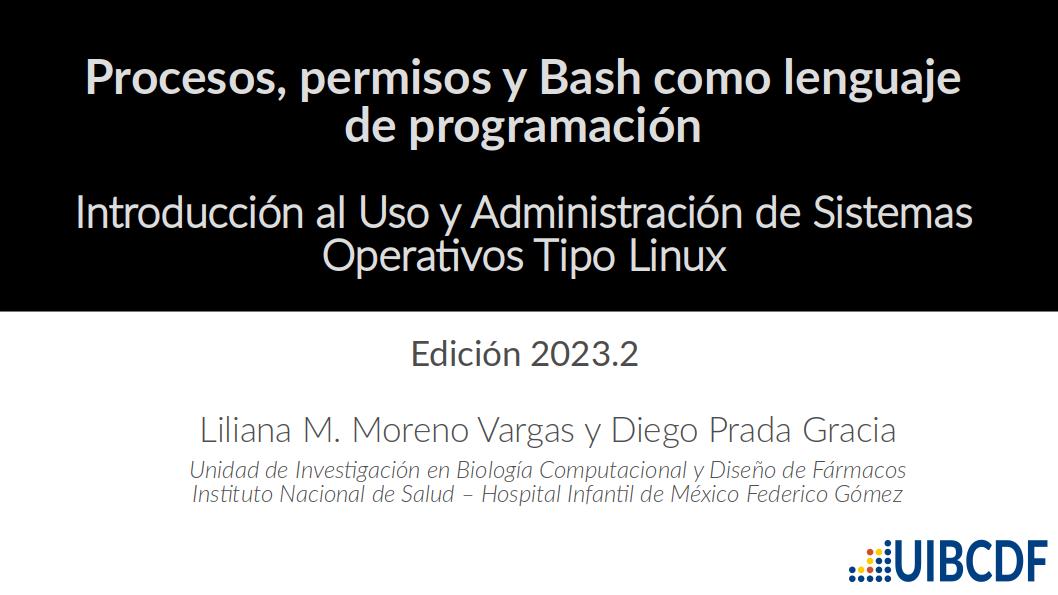 Procesos, permisos y Bash como lenguaje
de programación
Introducción al Uso y Administración de Sistemas
Operativos Tipo Linux
Edición 2023.2
Liliana M. Moreno Vargas y Diego Prada Gracia
Unidad de Investigación en Biología Computacional y Diseño de Fármacos
Instituto Nacional de Salud – Hospital Infantil de México Federico Gómez
UIBCDF